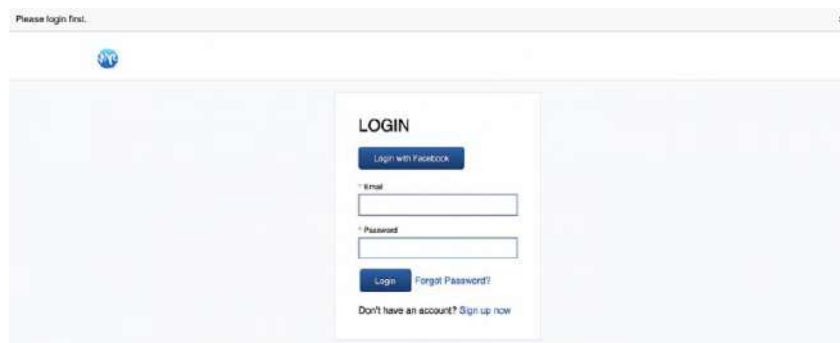 Please login first.
LOGIN
Login with Facebook
* Email
* Password
Login Forgot Password?
Don't have an account? Sign up now